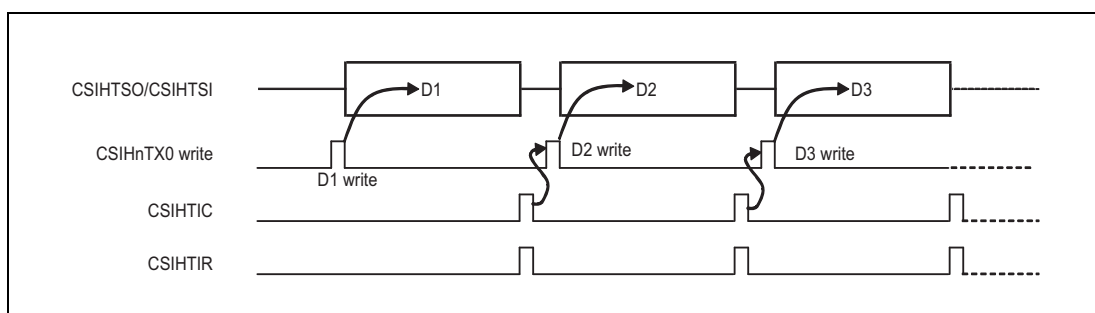 CSIHTSO/CSIHTSI
D1
D2
D3
CSIHnTX0 write
D1 write
D2 write
D3 write
CSIHTIC
CSIHTIR